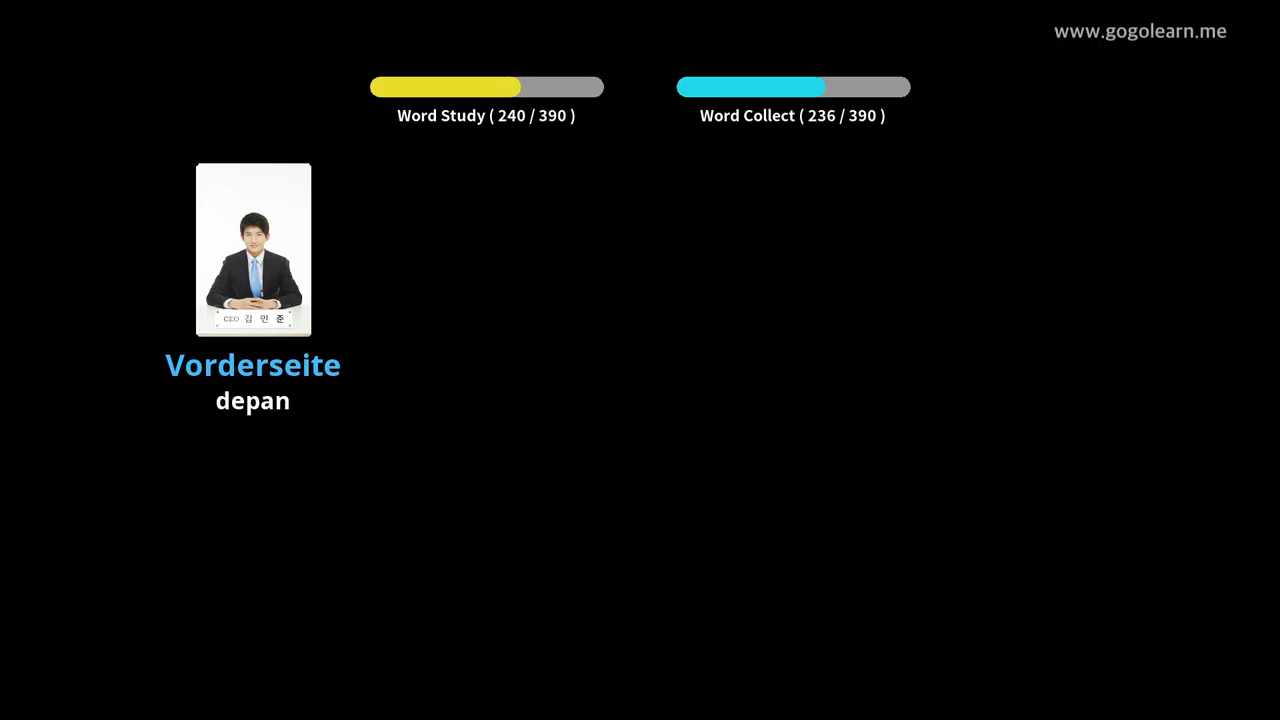 www.gogolearn.me
Word Study ( 240 / 390 )
Word Collect ( 236 / 390 )
CEO 김 민 준
Vorderseite
depan